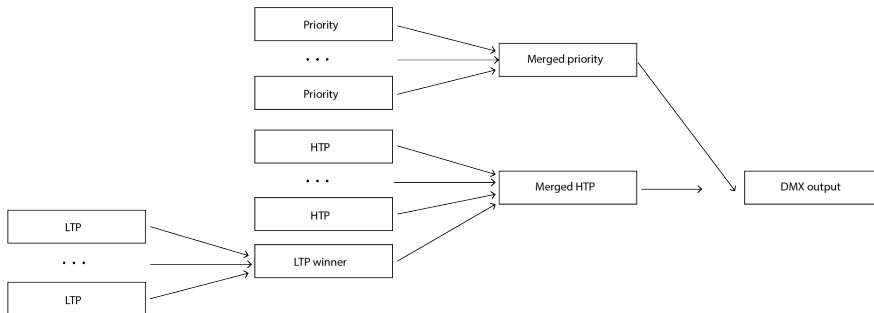 Priority
...
Priority
Merged priority
HTP
...
HTP
Merged HTP
DMX output
LTP
...
LTP
LTP winner